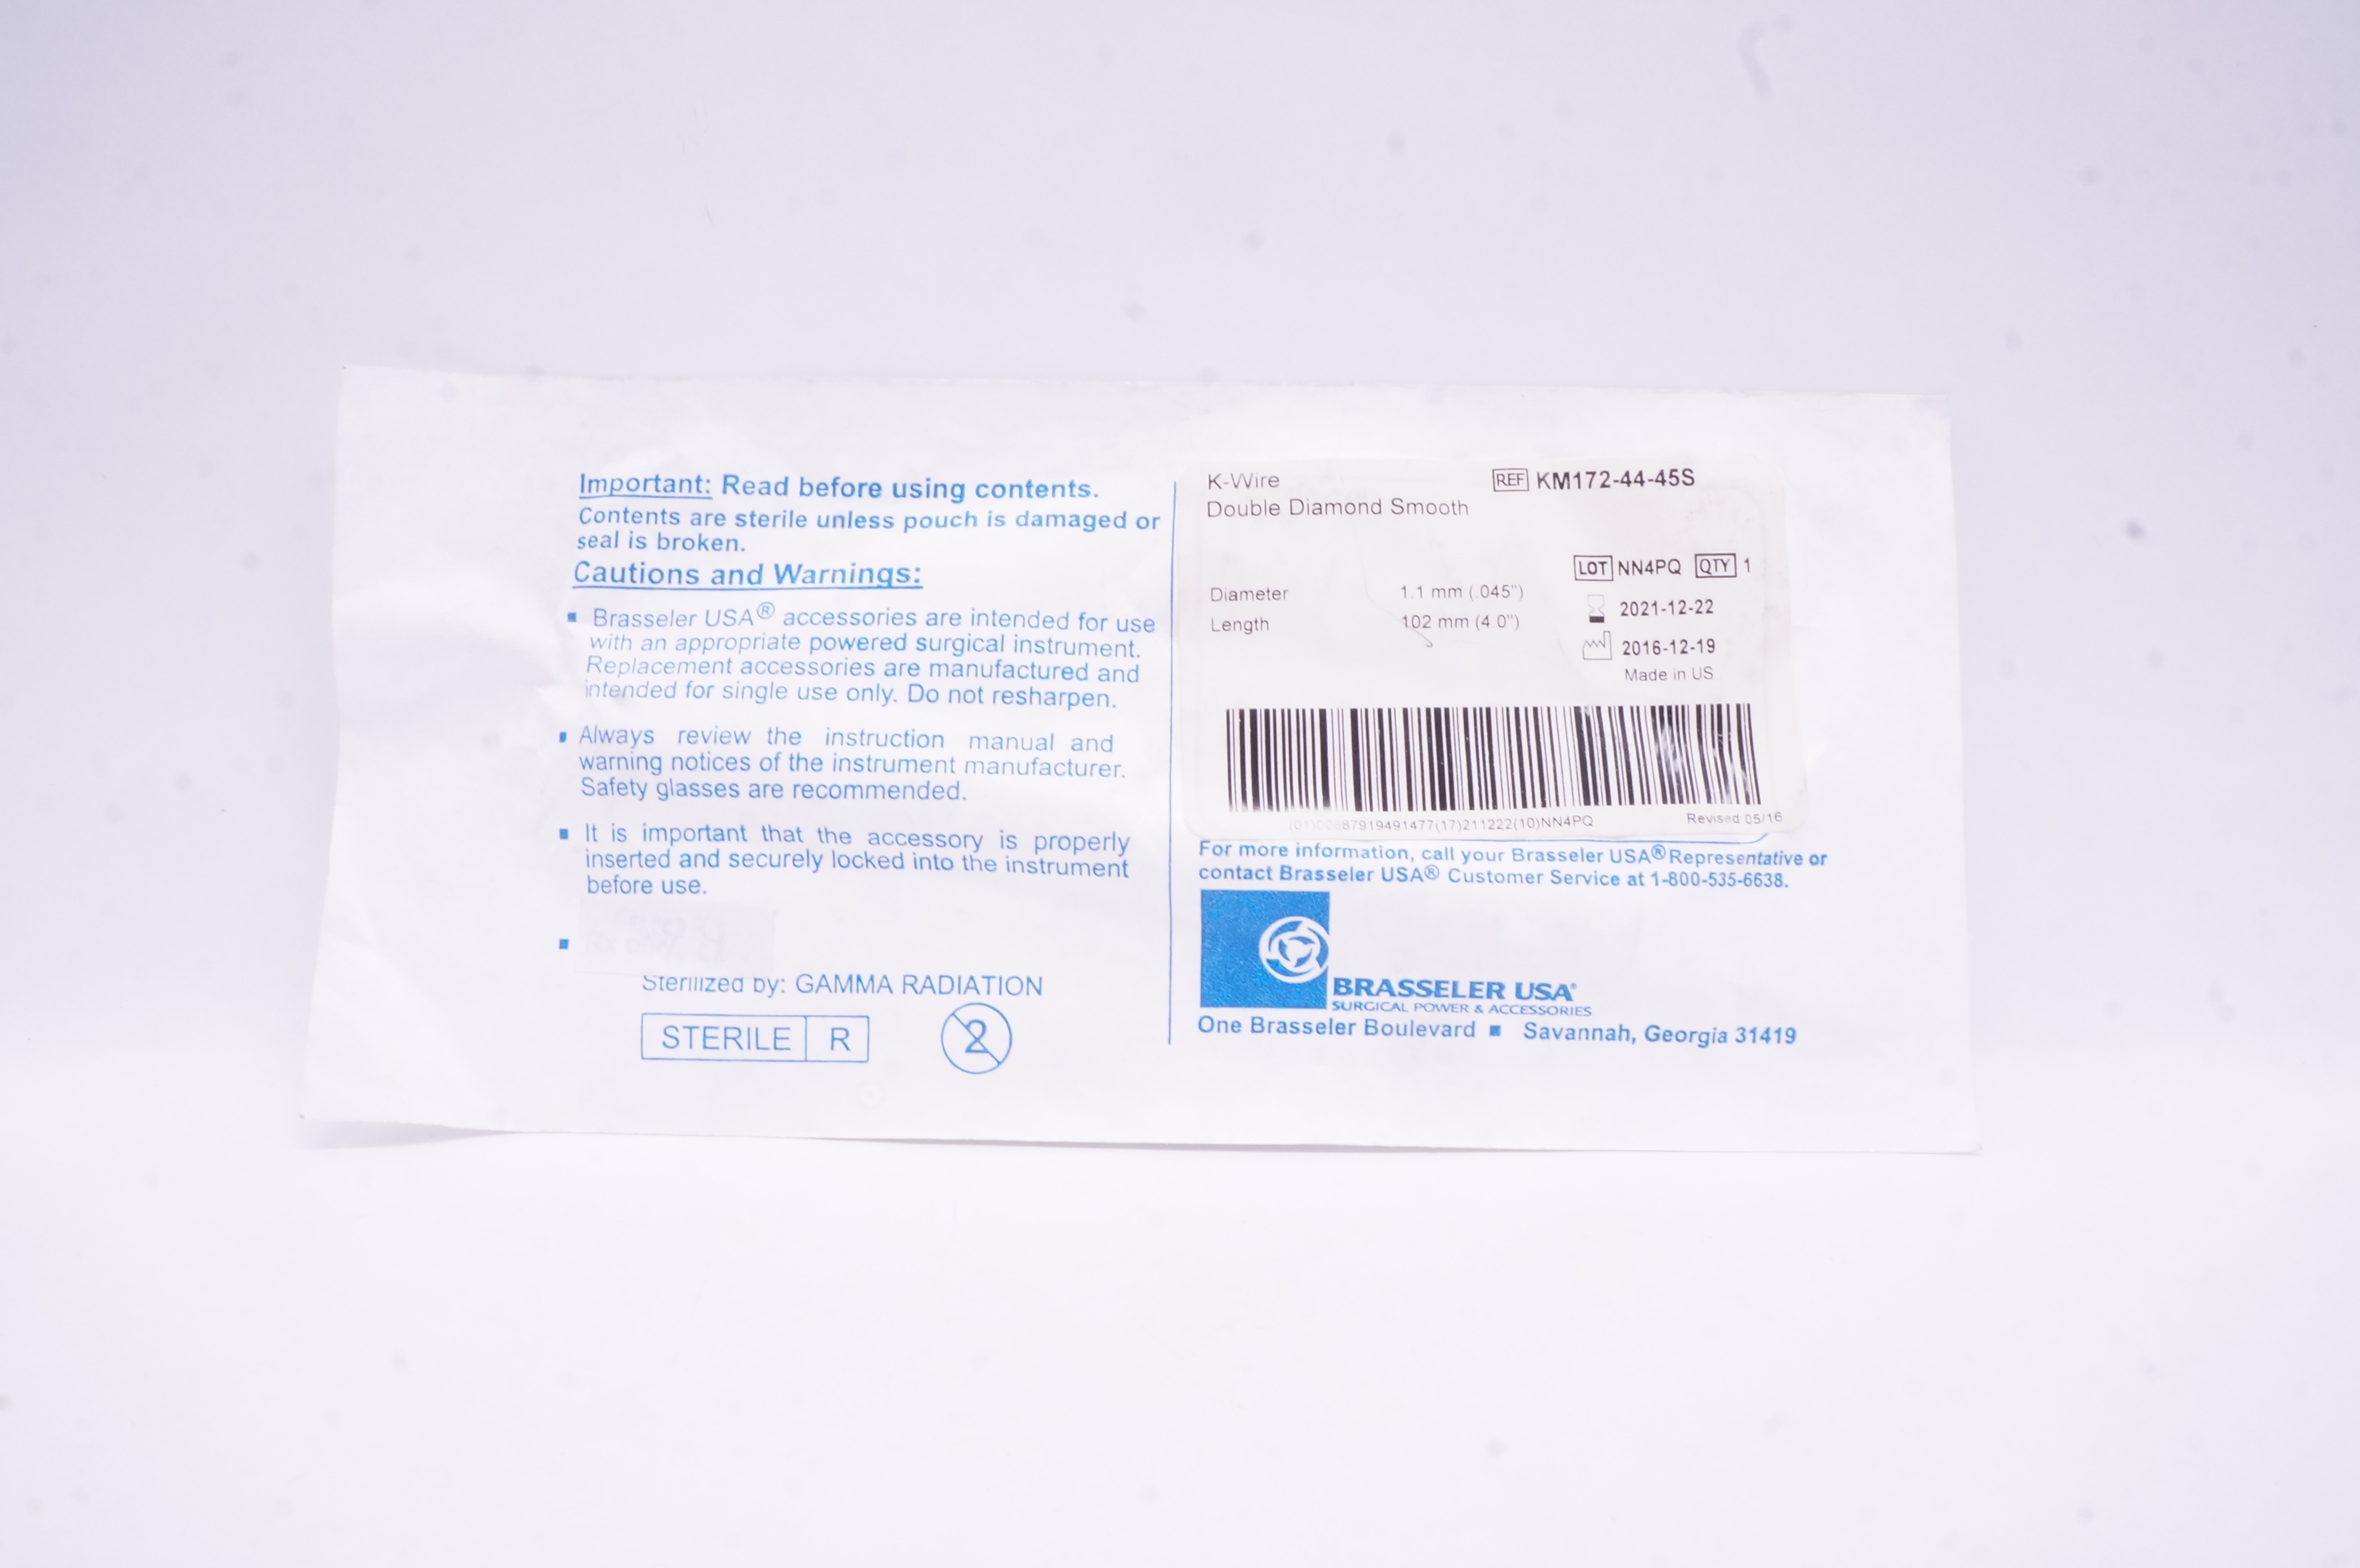 Important: Read before using contents.
Contents are sterile unless pouch is damaged or
seal is broken.
Cautions and Warnings:
▪ Brasseler USA® accessories are intended for use
with an appropriate powered surgical instrument.
Replacement accessories are manufactured and
intended for single use only. Do not resharpen.
▪ Always review the instruction manual and
warning notices of the instrument manufacturer.
Safety glasses are recommended.
▪ It is important that the accessory is properly
inserted and securely locked into the instrument
before use.
▪
Sterilized by: GAMMA RADIATION
STERILE R
2
K-Wire
REF KM172-44-45S
Double Diamond Smooth
LOT NN4PQ QTY 1
Diameter 1.1 mm (.045")
2021-12-22
Length 102 mm (4.0")
2016-12-19
Made in US
(17)211222(10)NN4PQ
Revised 05/16
For more information, call your Brasseler USA® Representative or
contact Brasseler USA® Customer Service at 1-800-535-6638.
BRASSELER USA®
SURGICAL POWER & ACCESSORIES
One Brasseler Boulevard ▪ Savannah, Georgia 31419